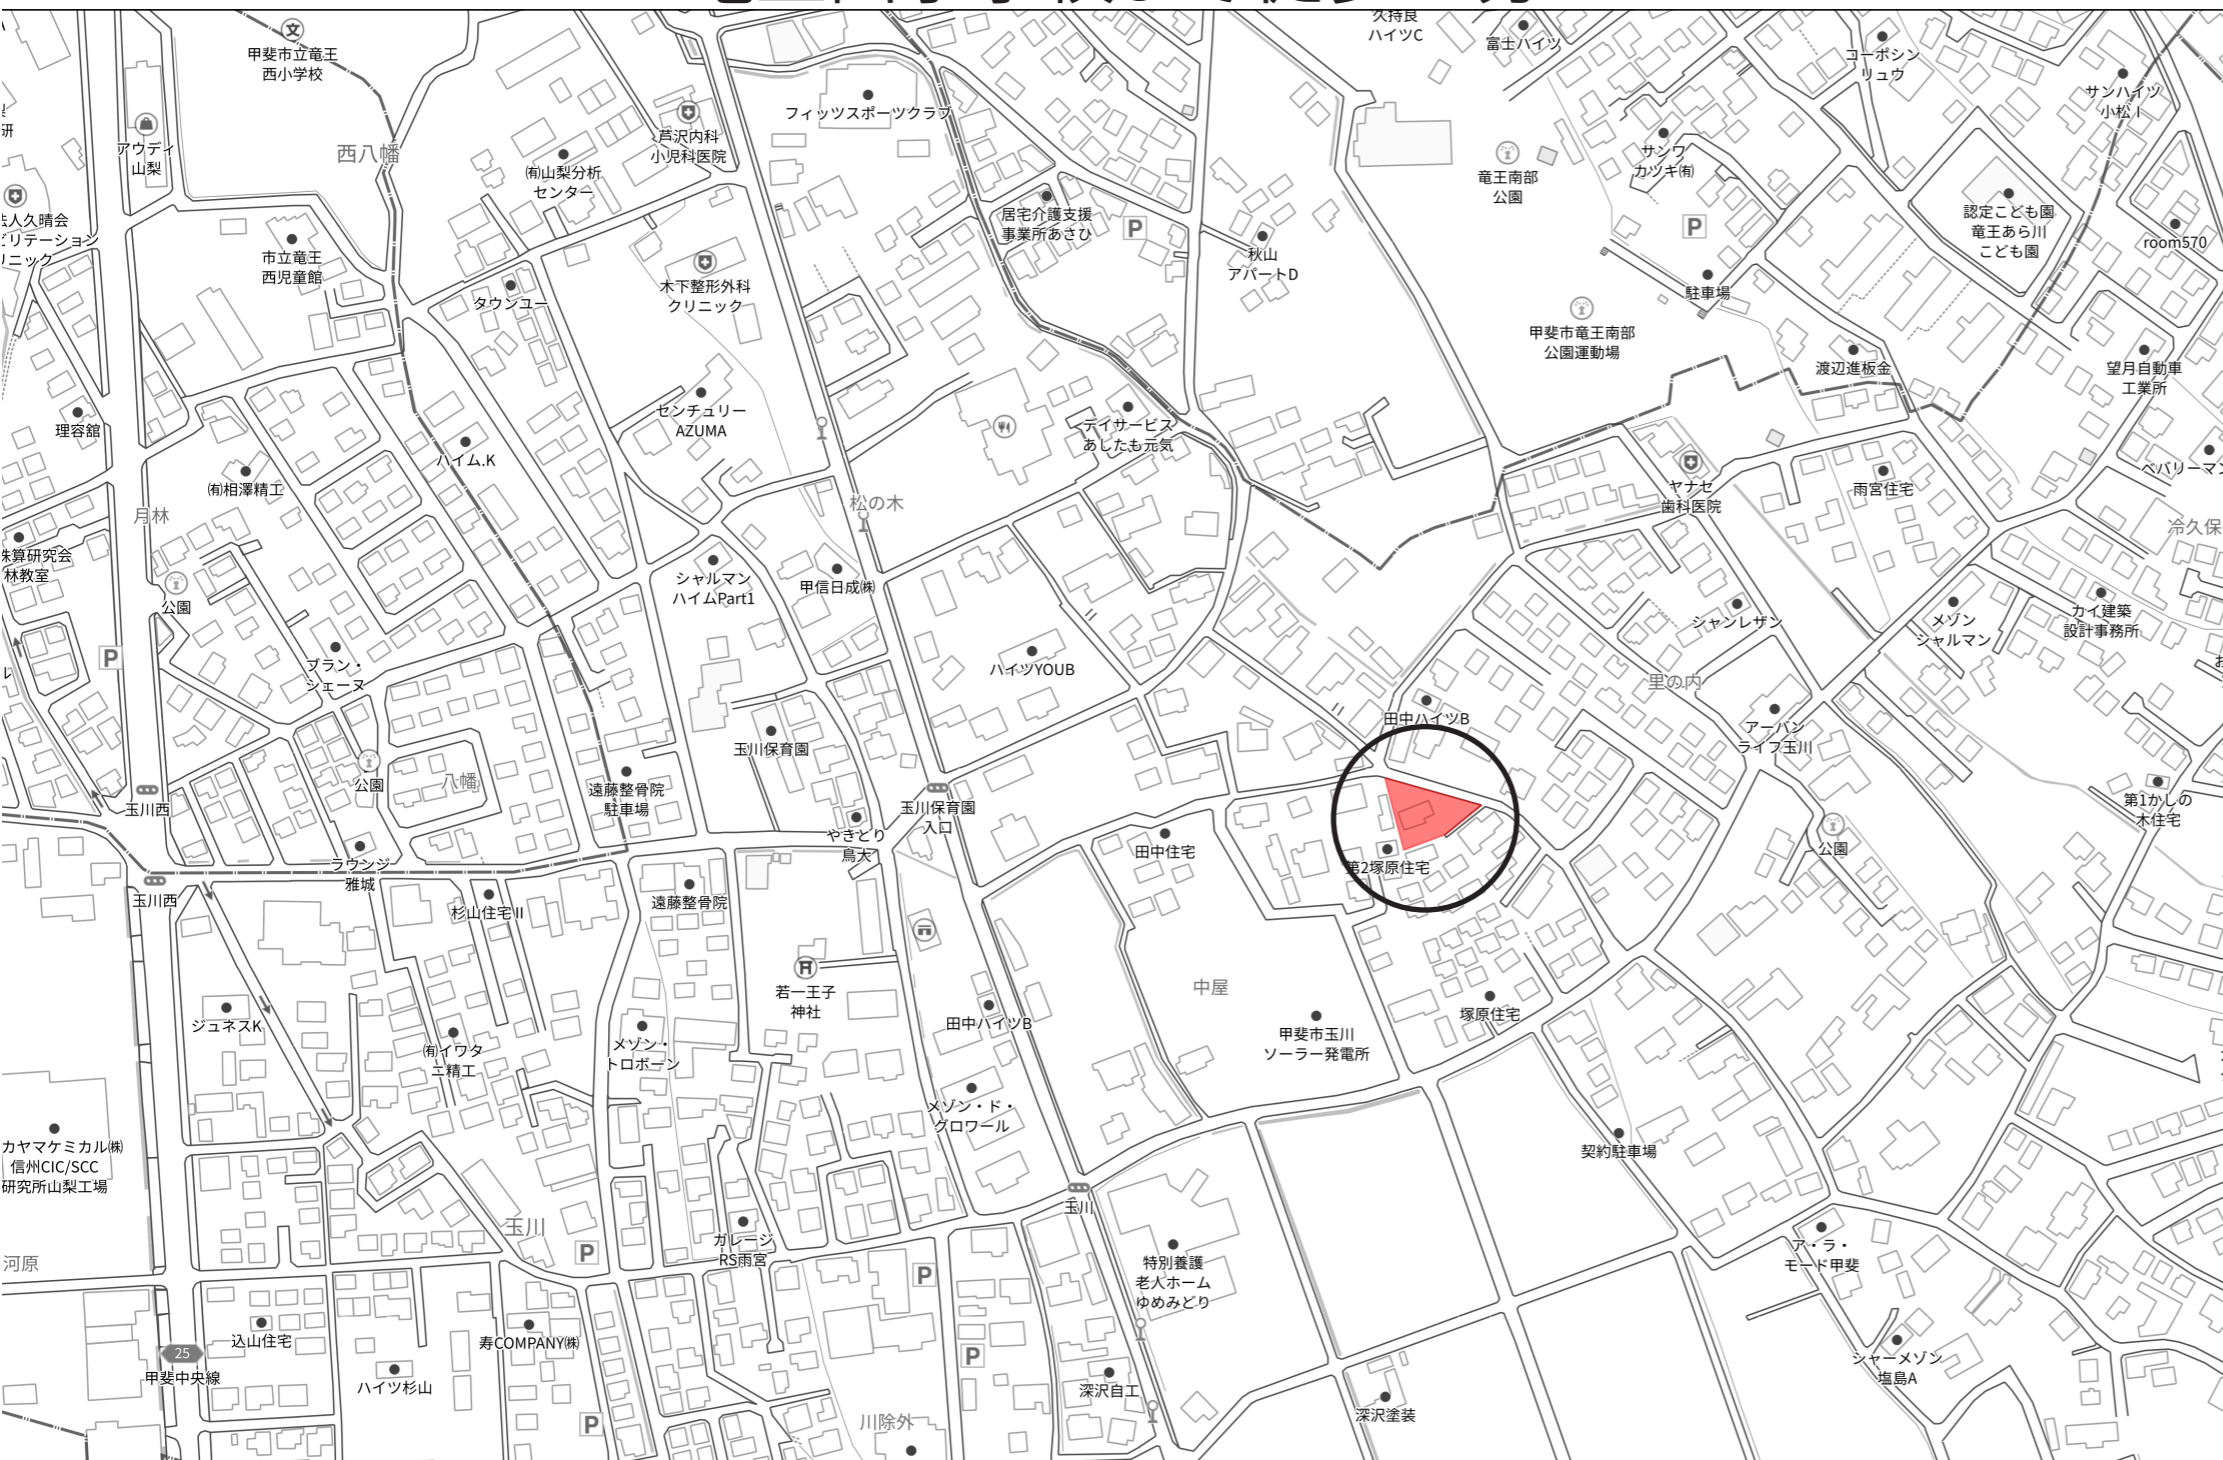 久持良
ハイツC
富士ハイツ
コーポシン
リュウ
甲斐市立竜王
西小学校
サンハイツ
小松Ⅰ
フィッツスポーツクラブ
アウディ
山梨
西八幡
芦沢内科
小児科医院
㈲山梨分析
センター
サンワ
カツキ㈲
竜王南部
公園
認定こども園
竜王あら川
こども園
room570
法人久晴会
ビリテーション
リニック
居宅介護支援
事業所あさひ
P
P
秋山
アパートD
市立竜王
西児童館
木下整形外科
クリニック
タウンユー
駐車場
甲斐市竜王南部
公園運動場
渡辺進板金
望月自動車
工業所
理容舘
センチュリー
AZUMA
デイサービス
あしたも元気
ハイム.K
㈲相澤精工
月林
松の木
ヤナセ
歯科医院
雨宮住宅
ベバリーマン
冷久保
珠算研究会
林教室
公園
シャルマン
ハイムPart1
甲信日成㈱
シャンレザン
メゾン
シャルマン
カイ建築
設計事務所
P
ブラン・
シェーヌ
ハイツYOUB
里の内
田中ハイツB
アーバン
ライフ玉川
玉川保育園
公園
八幡
遠藤整骨院
駐車場
玉川西
玉川保育園
入口
やきとり
鳥大
第1かしの
木住宅
公園
田中住宅
第2塚原住宅
ラウンジ
雅城
玉川西
杉山住宅Ⅱ
遠藤整骨院
若一王子
神社
中屋
ジュネスK
田中ハイツB
塚原住宅
甲斐市玉川
ソーラー発電所
㈲イワタ
ニ精工
メゾン・
トロボーン
メゾン・ド・
グロワール
契約駐車場
カヤマケミカル㈱
信州CIC/SCC
研究所山梨工場
玉川
玉川
河原
P
ガレージ
RS雨宮
P
特別養護
老人ホーム
ゆめみどり
ア・ラ・
モード甲斐
込山住宅
寿COMPANY㈱
25
甲斐中央線
ハイツ杉山
P
深沢自工
シャーメゾン
塩島A
P
川除外
深沢塗装